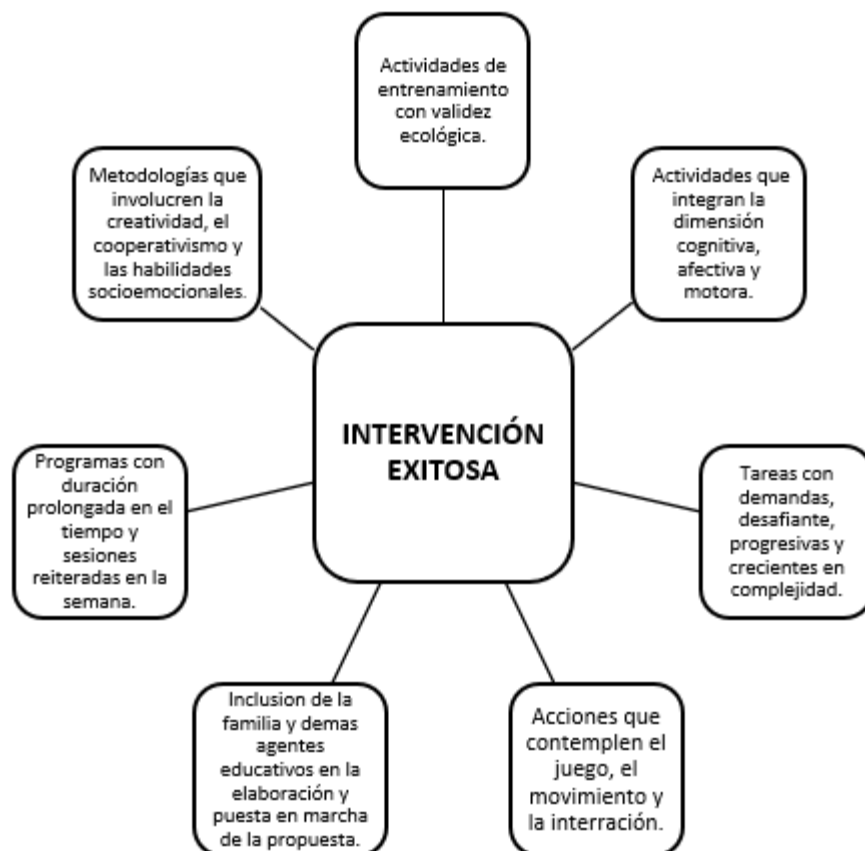 Actividades de
entrenamiento
con validez
ecológica.
Metodologías que
involucren la
creatividad, el
cooperativismo y
las habilidades
socioemocionales.
Actividades que
integran la
dimensión
cognitiva,
afectiva y
motora.
INTERVENCIÓN
EXITOSA
Programas con
duración
prolongada en el
tiempo y
sesiones
reiteradas en la
semana.
Tareas con
demandas,
desafiante,
progresivas y
crecientes en
complejidad.
Inclusion de la
familia y demas
agentes
educativos en la
elaboración y
puesta en marcha
de la propuesta.
Acciones que
contemplen el
juego, el
movimiento y
la interración.